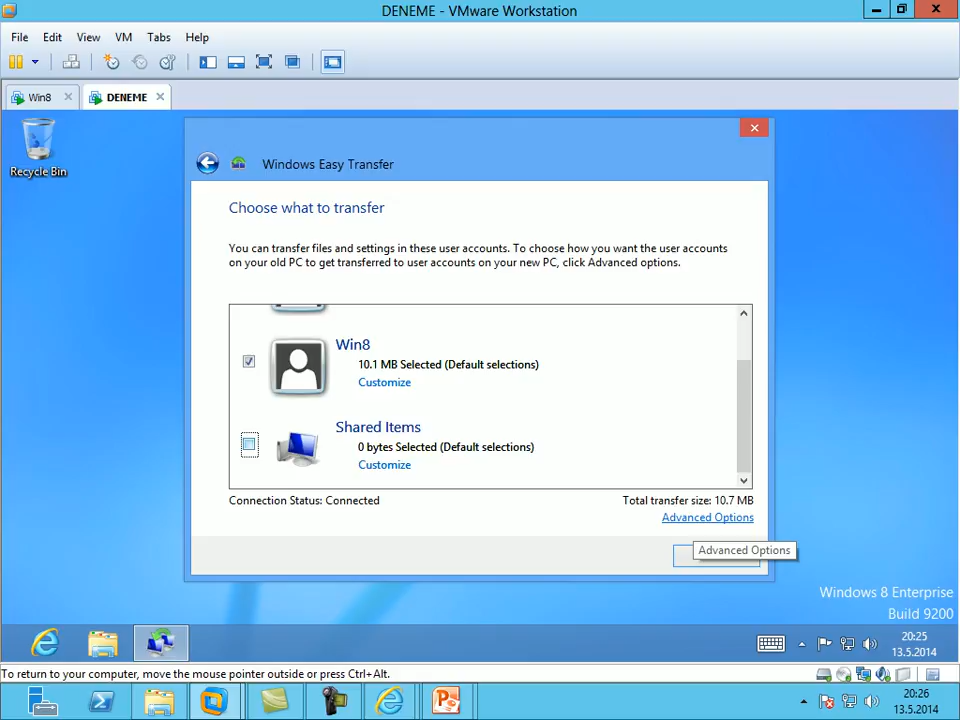 DENEME - VMware Workstation
File Edit View VM Tabs Help
Win8 DENEME
Recycle Bin
Windows Easy Transfer
Choose what to transfer
You can transfer files and settings in these user accounts. To choose how you want the user accounts
on your old PC to get transferred to user accounts on your new PC, click Advanced options.
Win8
10.1 MB Selected (Default selections)
Customize
Shared Items
0 bytes Selected (Default selections)
Customize
Connection Status: Connected
Total transfer size: 10.7 MB
Advanced Options
Advanced Options
Windows 8 Enterprise
Build 9200
20:25
13.5.2014
To return to your computer, move the mouse pointer outside or press Ctrl+Alt.
20:26
13.5.2014